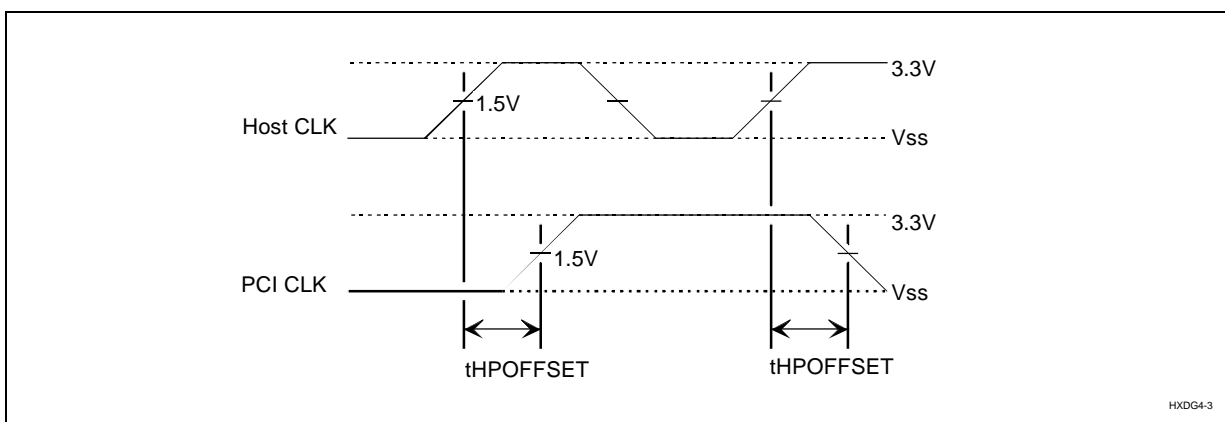 3.3V
1.5V
Host CLK
Vss
3.3V
1.5V
PCI CLK
Vss
tHPOFFSET tHPOFFSET
HXDG4-3